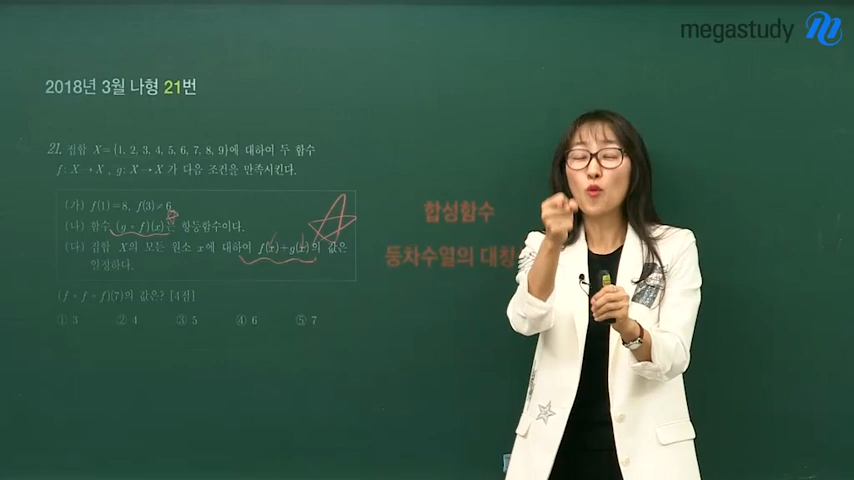 megastudy
2018년 3월 나형 21번
21. 집합 X={1, 2, 3, 4, 5, 6, 7, 8, 9}에 대하여 두 함수
f : X→X, g : X→X가 다음 조건을 만족시킨다.
(가) f(1)=8, f(3)≠6
(나) 함수 (g∘f)(x)는 항등함수이다.
(다) 집합 X의 모든 원소 x에 대하여 f(x)+g(x)의 값은
일정하다.
(f∘f∘f)(7)의 값은? [4점]
① 3 ② 4 ③ 5 ④ 6 ⑤ 7
합성함수
등차수열의 대칭